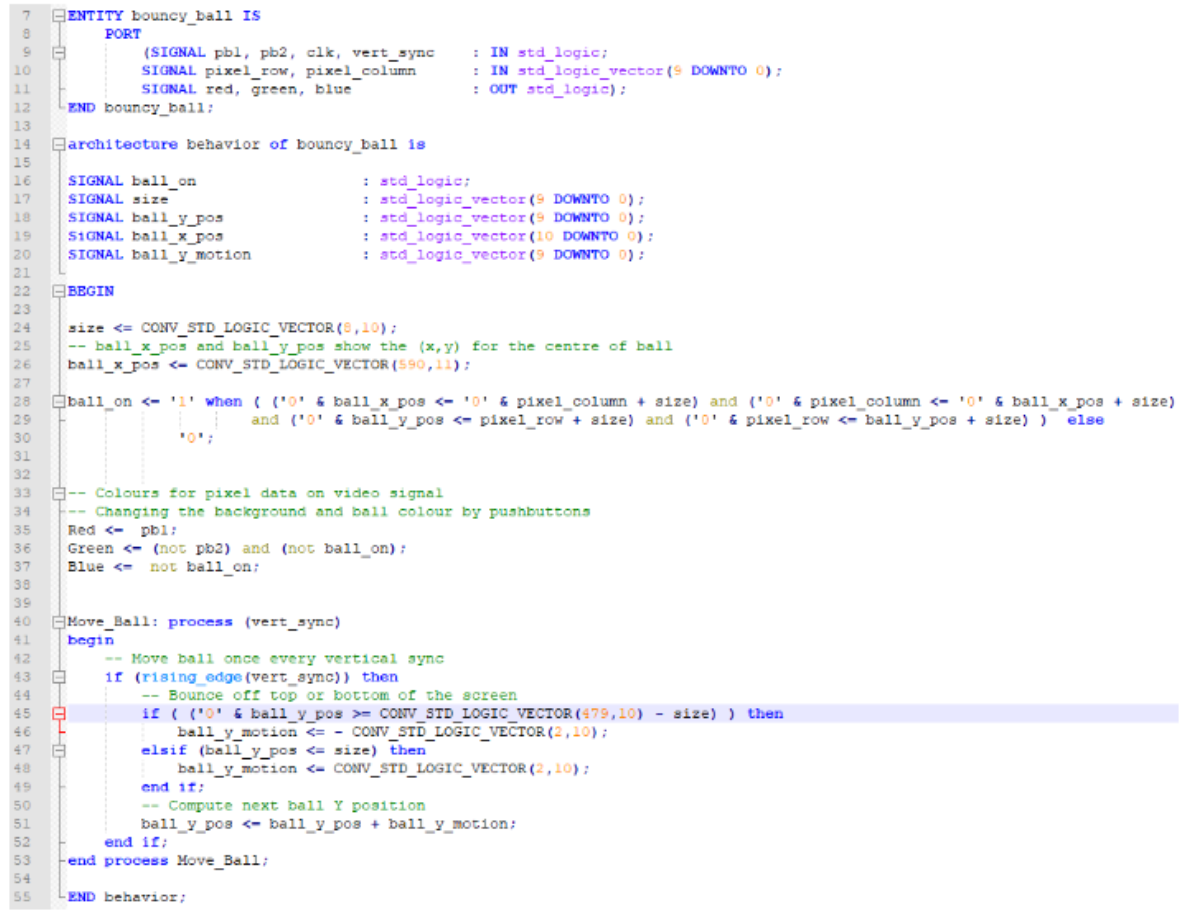 7 ENTITY bouncy_ball IS
8 PORT
9 (SIGNAL pb1, pb2, clk, vert_sync : IN std_logic;
10 SIGNAL pixel_row, pixel_column : IN std_logic_vector(9 DOWNTO 0);
11 SIGNAL red, green, blue : OUT std_logic);
12 END bouncy_ball;
13
14 architecture behavior of bouncy_ball is
15
16 SIGNAL ball_on : std_logic;
17 SIGNAL size : std_logic_vector(9 DOWNTO 0);
18 SIGNAL ball_y_pos : std_logic_vector(9 DOWNTO 0);
19 SiGNAL ball_x_pos : std_logic_vector(10 DOWNTO 0);
20 SIGNAL ball_y_motion : std_logic_vector(9 DOWNTO 0);
21
22 BEGIN
23
24 size <= CONV_STD_LOGIC_VECTOR(8,10);
25 -- ball_x_pos and ball_y_pos show the (x,y) for the centre of ball
26 ball_x_pos <= CONV_STD_LOGIC_VECTOR(590,11);
27
28 ball_on <= '1' when ( ('0' & ball_x_pos <= '0' & pixel_column + size) and ('0' & pixel_column <= '0' & ball_x_pos + size)
29 and ('0' & ball_y_pos <= pixel_row + size) and ('0' & pixel_row <= ball_y_pos + size) ) else
30 '0';
31
32
33 -- Colours for pixel data on video signal
34 -- Changing the background and ball colour by pushbuttons
35 Red <= pb1;
36 Green <= (not pb2) and (not ball_on);
37 Blue <= not ball_on;
38
39
40 Move_Ball: process (vert_sync)
41 begin
42 -- Move ball once every vertical sync
43 if (rising_edge(vert_sync)) then
44 -- Bounce off top or bottom of the screen
45 if ( ('0' & ball_y_pos >= CONV_STD_LOGIC_VECTOR(479,10) - size) ) then
46 ball_y_motion <= - CONV_STD_LOGIC_VECTOR(2,10);
47 elsif (ball_y_pos <= size) then
48 ball_y_motion <= CONV_STD_LOGIC_VECTOR(2,10);
49 end if;
50 -- Compute next ball Y position
51 ball_y_pos <= ball_y_pos + ball_y_motion;
52 end if;
53 end process Move_Ball;
54
55 END behavior;